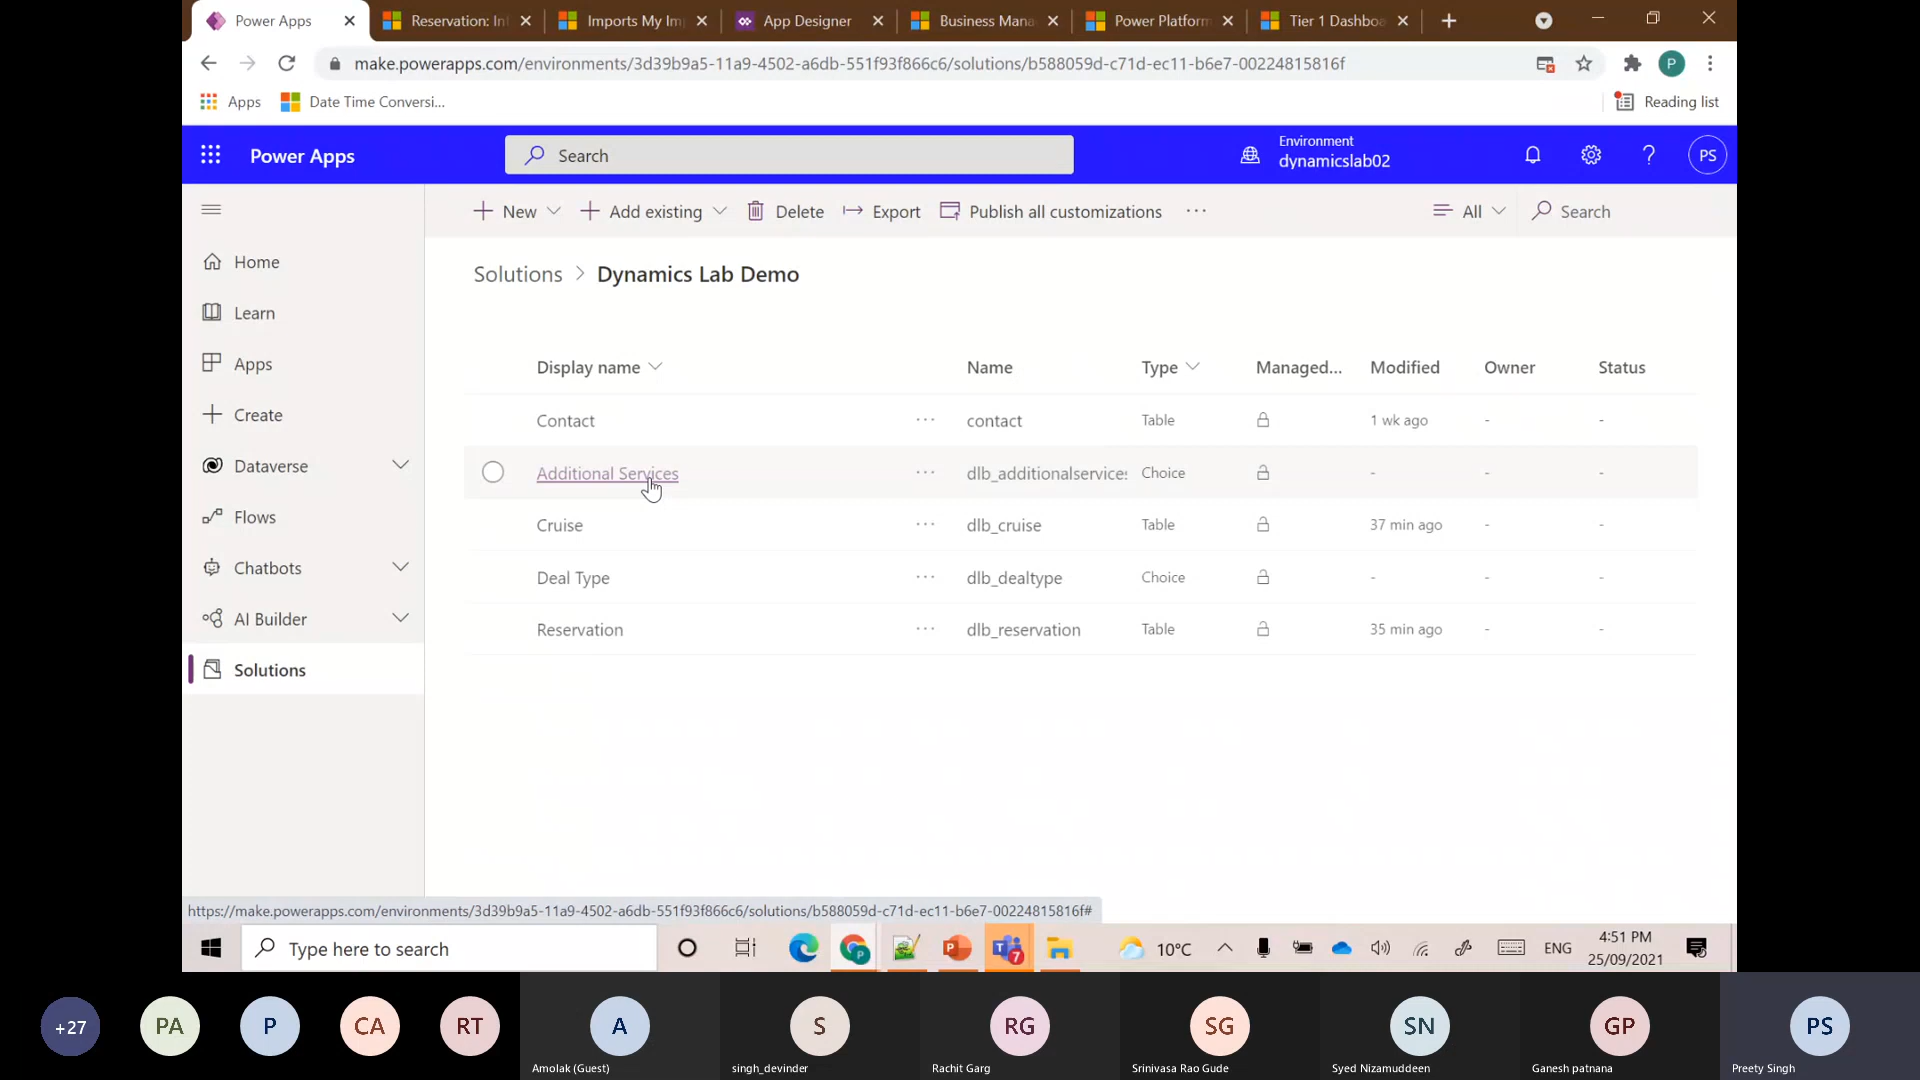 Power Apps
Reservation: In
Imports My Im
App Designer
Business Mana
Power Platform
Tier 1 Dashboa
make.powerapps.com/environments/3d39b9a5-11a9-4502-a6db-551f93f866c6/solutions/b588059d-c71d-ec11-b6e7-00224815816f
P
Apps
Date Time Conversi...
Reading list
Power Apps
Search
Environment
dynamicslab02
?
PS
New
Add existing
Delete
Export
Publish all customizations
...
All
Search
Home
Learn
Apps
Create
Dataverse
Flows
Chatbots
AI Builder
Solutions
Solutions > Dynamics Lab Demo
Display name Name Type Managed... Modified Owner Status
Contact ... contact Table 1 wk ago - -
Additional Services ... dlb_additionalservices Choice - - -
Cruise ... dlb_cruise Table 37 min ago - -
Deal Type ... dlb_dealtype Choice - - -
Reservation ... dlb_reservation Table 35 min ago - -
https://make.powerapps.com/environments/3d39b9a5-11a9-4502-a6db-551f93f866c6/solutions/b588059d-c71d-ec11-b6e7-00224815816f#
Type here to search
7
10°C
ENG
4:51 PM
25/09/2021
+27
PA
P
CA
RT
A
Amolak (Guest)
S
singh_devinder
RG
Rachit Garg
SG
Srinivasa Rao Gude
SN
Syed Nizamuddeen
GP
Ganesh patnana
PS
Preety Singh